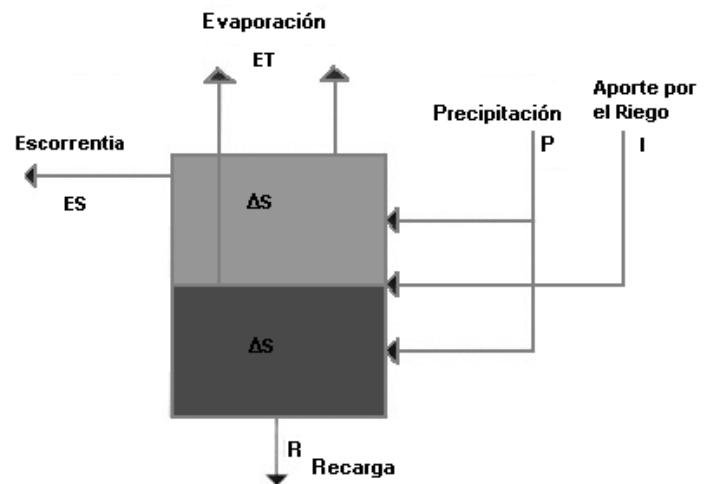 Evaporación
ET
Aporte por
el Riego
Precipitación
P
I
Escorrentia
ES
ΔS
ΔS
R
Recarga